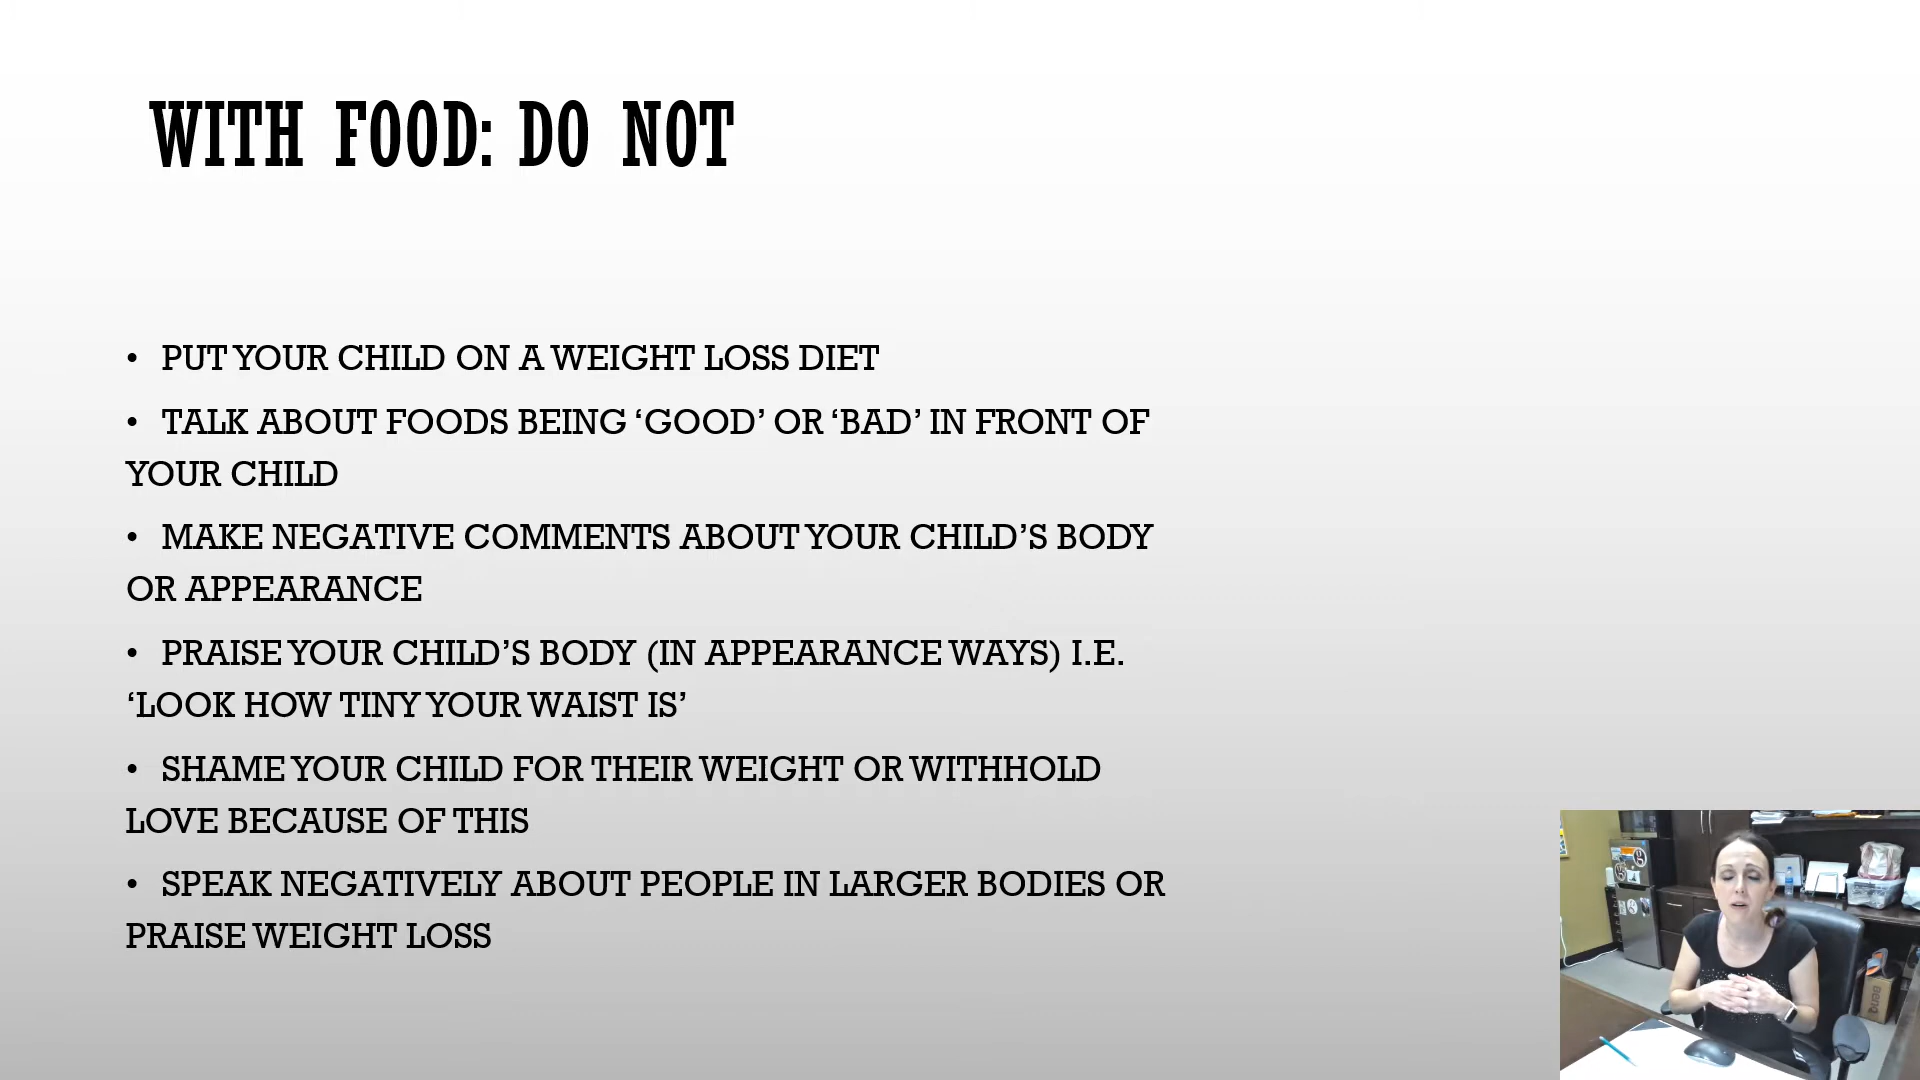 WITH FOOD: DO NOT
• PUT YOUR CHILD ON A WEIGHT LOSS DIET
• TALK ABOUT FOODS BEING ‘GOOD’ OR ‘BAD’ IN FRONT OF
YOUR CHILD
• MAKE NEGATIVE COMMENTS ABOUT YOUR CHILD’S BODY
OR APPEARANCE
• PRAISE YOUR CHILD’S BODY (IN APPEARANCE WAYS) I.E.
‘LOOK HOW TINY YOUR WAIST IS’
• SHAME YOUR CHILD FOR THEIR WEIGHT OR WITHHOLD
LOVE BECAUSE OF THIS
• SPEAK NEGATIVELY ABOUT PEOPLE IN LARGER BODIES OR
PRAISE WEIGHT LOSS
BenQ